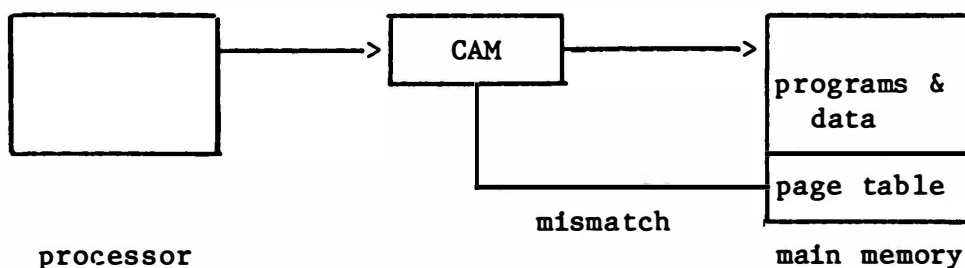 CAM
programs &
data
page table
mismatch
processor
main memory